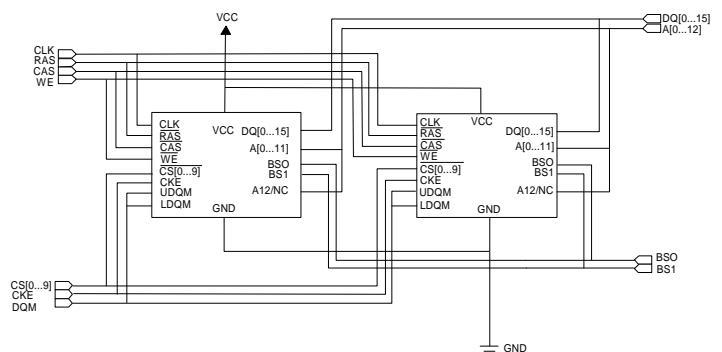 VCC
DQ[0...15]
A[0...12]
CLK
RAS
CAS
WE
CLK
RAS
CAS
WE
CS[0...9]
CKE
UDQM
LDQM
VCC
DQ[0...15]
A[0...11]
BSO
BS1
A12/NC
GND
CLK
RAS
CAS
WE
CS[0...9]
CKE
UDQM
LDQM
VCC
DQ[0...15]
A[0...11]
BSO
BS1
A12/NC
GND
BSO
BS1
CS[0...9]
CKE
DQM
GND